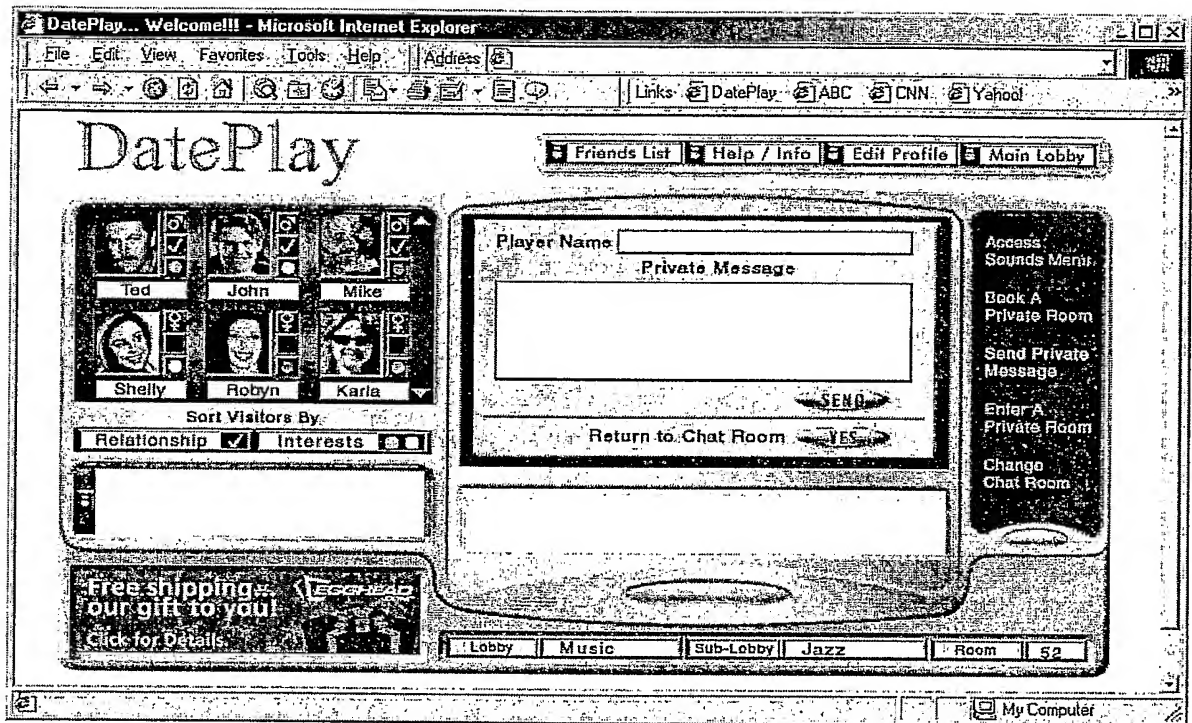 DatePlay... Welcome!!! - Microsoft Internet Explorer
File Edit View Favorites Tools Help Address
Links DatePlay ABC CNN Yahoo!
DatePlay
Friends List Help / Info Edit Profile Main Lobby
Player Name
Private Message
SEND
Return to Chat Room YES
Ted John Mike
Shelly Robyn Karla
Sort Visitors By
Relationship Interests
Access
Sounds Menu
Book A
Private Room
Send Private
Message
Enter A
Private Room
Change
Chat Room
Free shipping...
our gift to you!
EGGHEAD
Click for Details
Lobby Music Sub-Lobby Jazz Room 52
My Computer